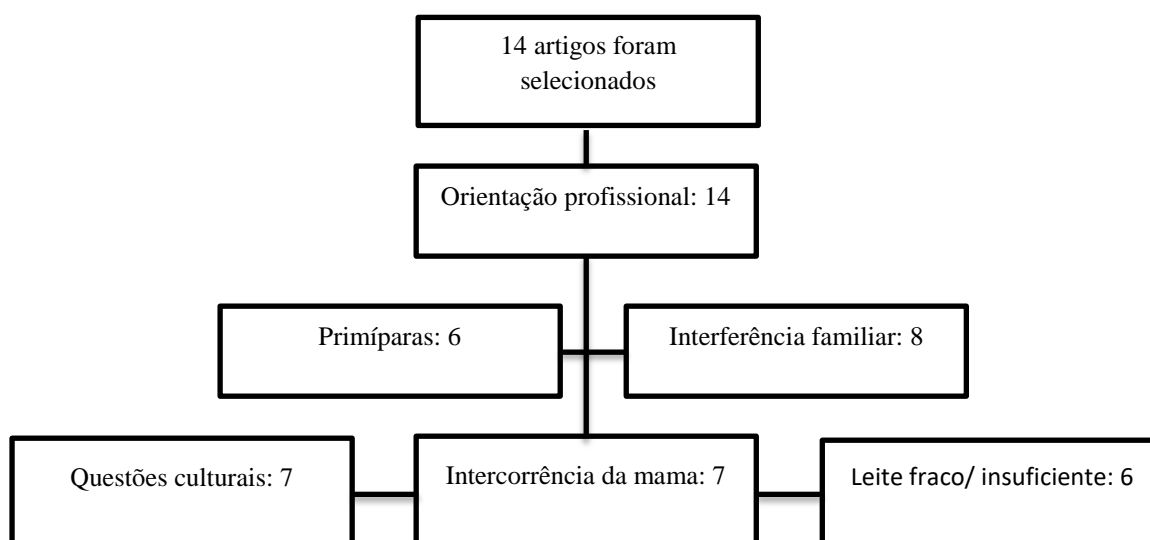 14 artigos foram
selecionados
Orientação profissional: 14
Primíparas: 6
Interferência familiar: 8
Questões culturais: 7
Intercorrência da mama: 7
Leite fraco/ insuficiente: 6